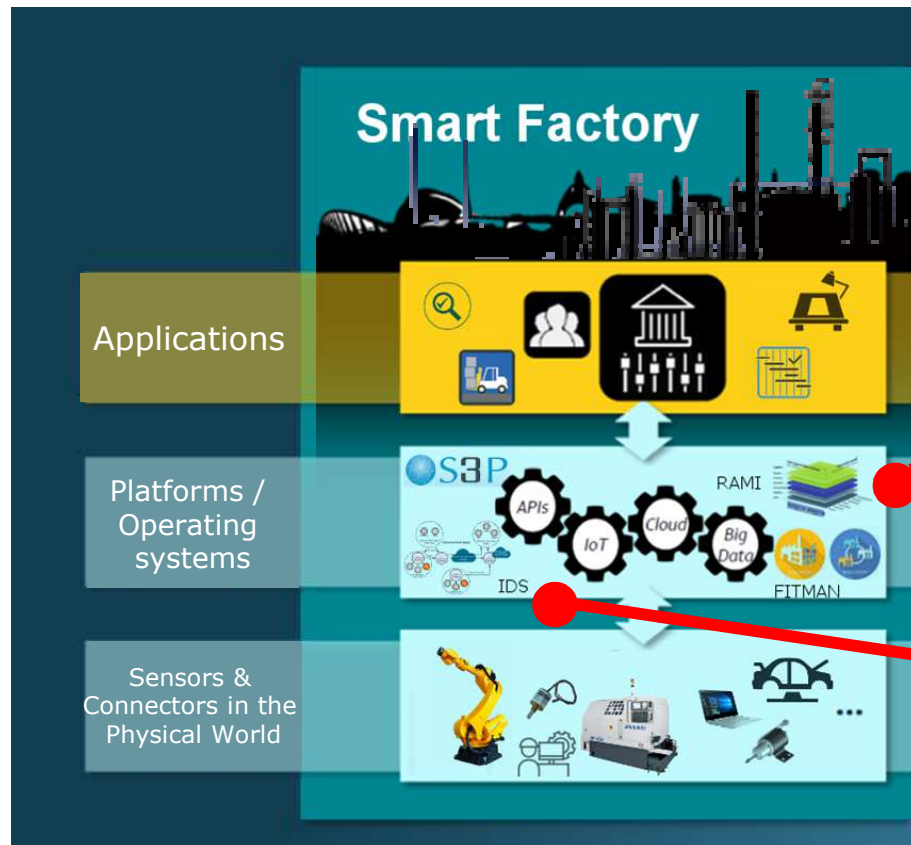 Smart Factory
Applications
Platforms /
Operating
systems
S3P
APIs
IoT
Cloud
Big
Data
RAMI
IDS
FITMAN
Sensors &
Connectors in the
Physical World
...